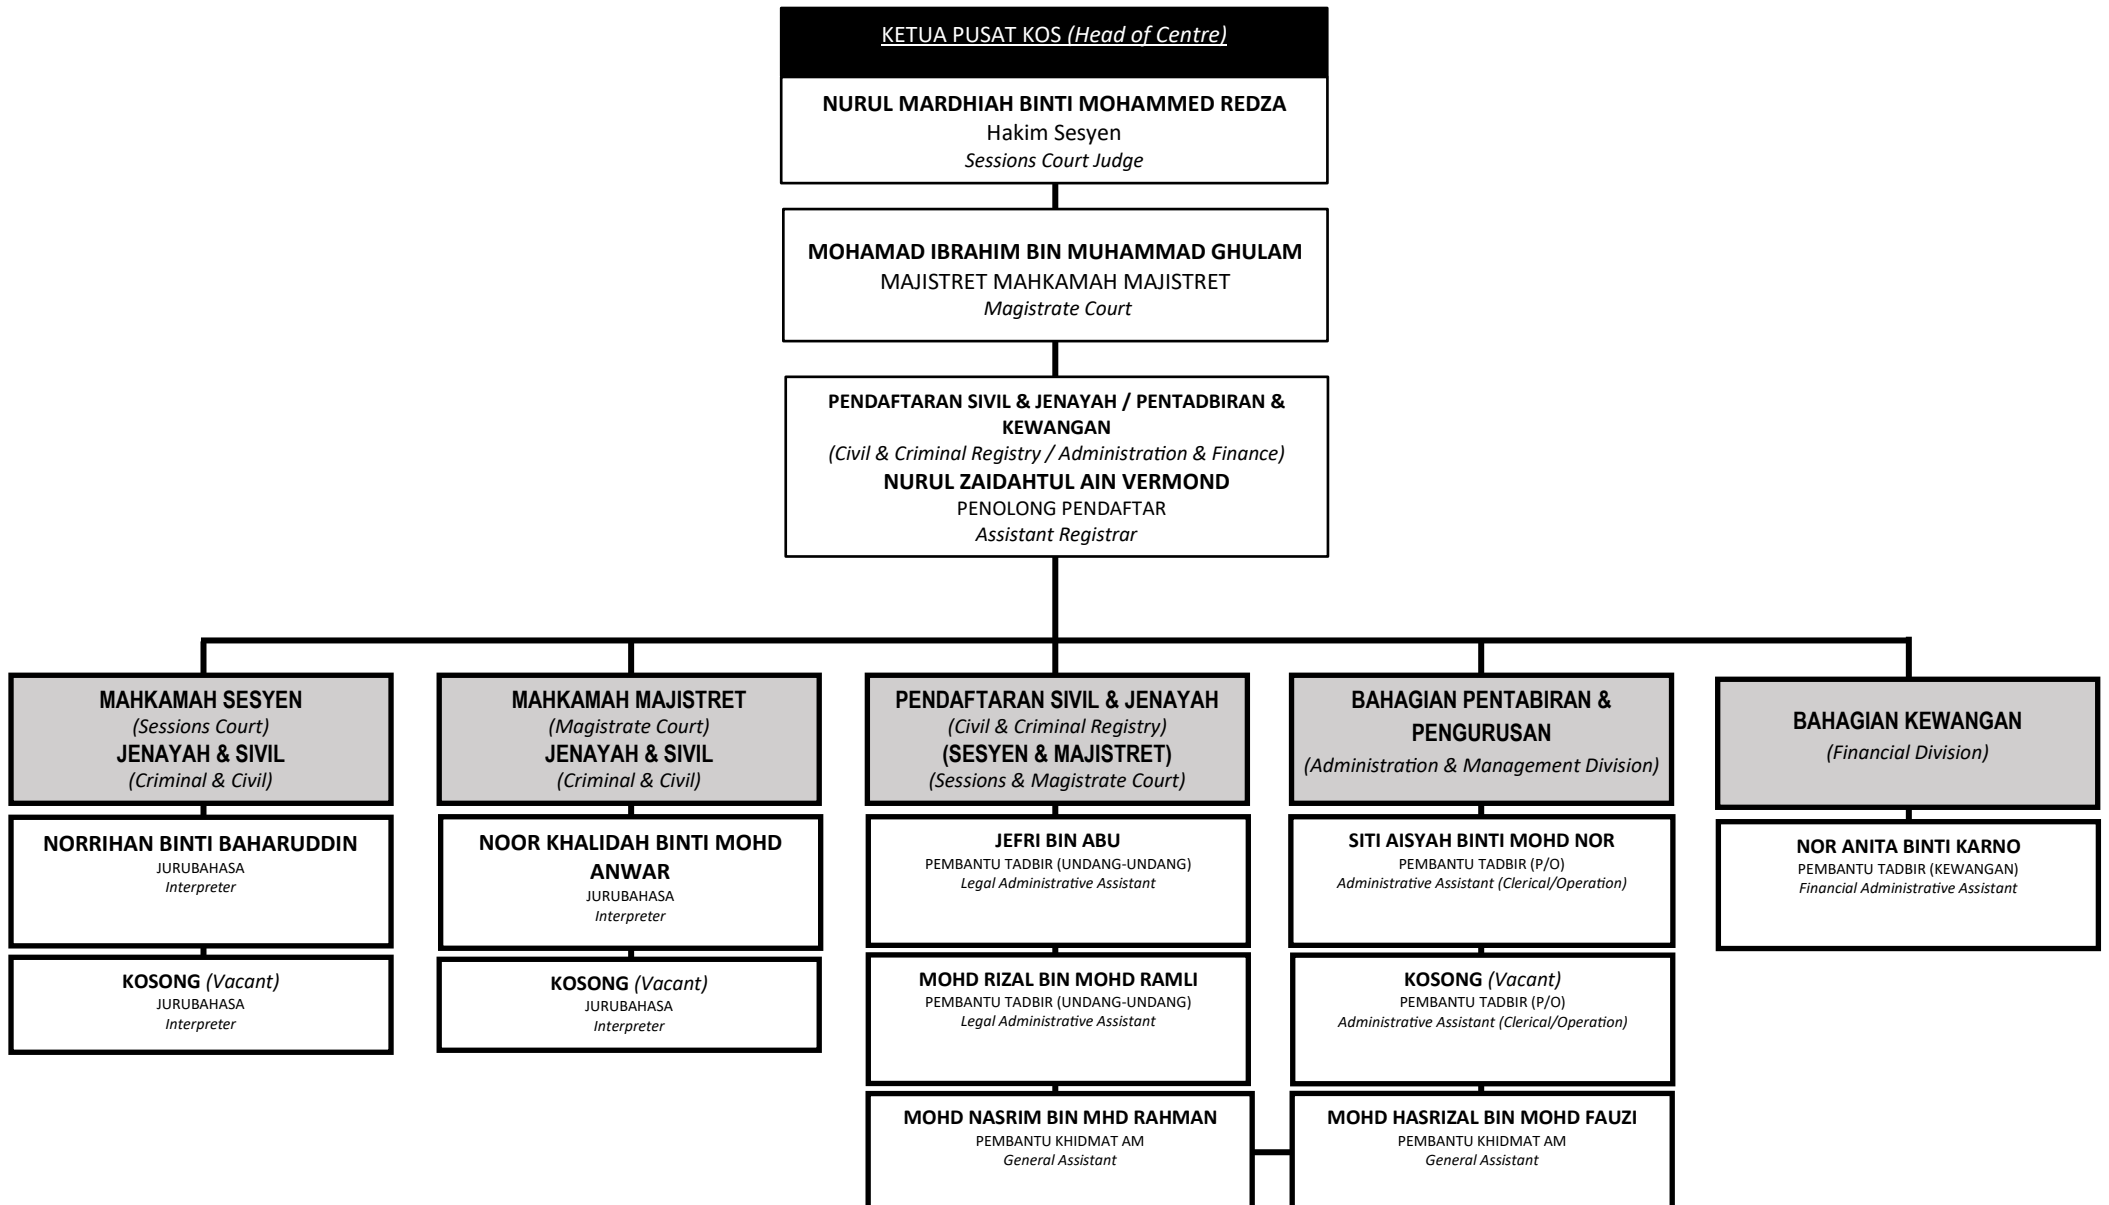 KETUA PUSAT KOS (Head of Centre)
NURUL MARDHIAH BINTI MOHAMMED REDZA
Hakim Sesyen
Sessions Court Judge
MOHAMAD IBRAHIM BIN MUHAMMAD GHULAM
MAJISTRET MAHKAMAH MAJISTRET
Magistrate Court
PENDAFTARAN SIVIL & JENAYAH / PENTADBIRAN &
KEWANGAN
(Civil & Criminal Registry / Administration & Finance)
NURUL ZAIDAHTUL AIN VERMOND
PENOLONG PENDAFTAR
Assistant Registrar
MAHKAMAH SESYEN
(Sessions Court)
JENAYAH & SIVIL
(Criminal & Civil)
NORRIHAN BINTI BAHARUDDIN
JURUBAHASA
Interpreter
KOSONG (Vacant)
JURUBAHASA
Interpreter
MAHKAMAH MAJISTRET
(Magistrate Court)
JENAYAH & SIVIL
(Criminal & Civil)
NOOR KHALIDAH BINTI MOHD
ANWAR
JURUBAHASA
Interpreter
KOSONG (Vacant)
JURUBAHASA
Interpreter
PENDAFTARAN SIVIL & JENAYAH
(Civil & Criminal Registry)
(SESYEN & MAJISTRET)
(Sessions & Magistrate Court)
JEFRI BIN ABU
PEMBANTU TADBIR (UNDANG-UNDANG)
Legal Administrative Assistant
MOHD RIZAL BIN MOHD RAMLI
PEMBANTU TADBIR (UNDANG-UNDANG)
Legal Administrative Assistant
MOHD NASRIM BIN MHD RAHMAN
PEMBANTU KHIDMAT AM
General Assistant
BAHAGIAN PENTABIRAN &
PENGURUSAN
(Administration & Management Division)
SITI AISYAH BINTI MOHD NOR
PEMBANTU TADBIR (P/O)
Administrative Assistant (Clerical/Operation)
KOSONG (Vacant)
PEMBANTU TADBIR (P/O)
Administrative Assistant (Clerical/Operation)
MOHD HASRIZAL BIN MOHD FAUZI
PEMBANTU KHIDMAT AM
General Assistant
BAHAGIAN KEWANGAN
(Financial Division)
NOR ANITA BINTI KARNO
PEMBANTU TADBIR (KEWANGAN)
Financial Administrative Assistant